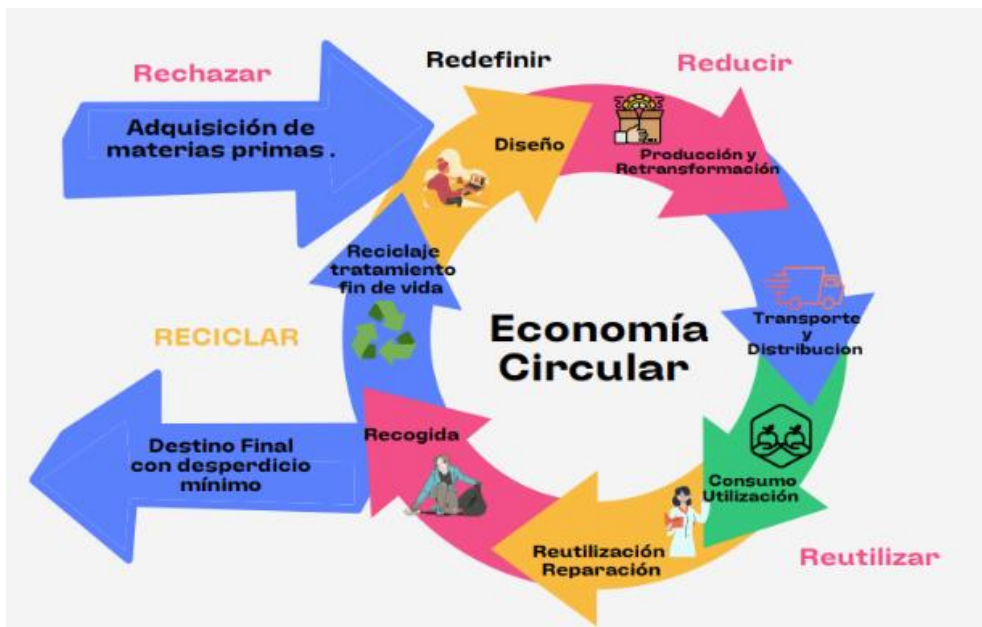 Rechazar
Redefinir
Reducir
Adquisición de
materias primas .
Diseño
Producción y
Retransformación
Reciclaje
tratamiento
fin de vida
RECICLAR
Economía
Circular
Transporte
y
Distribucion
Destino Final
con desperdicio
mínimo
Recogida
Consumo
Utilización
Reutilización
Reparación
Reutilizar